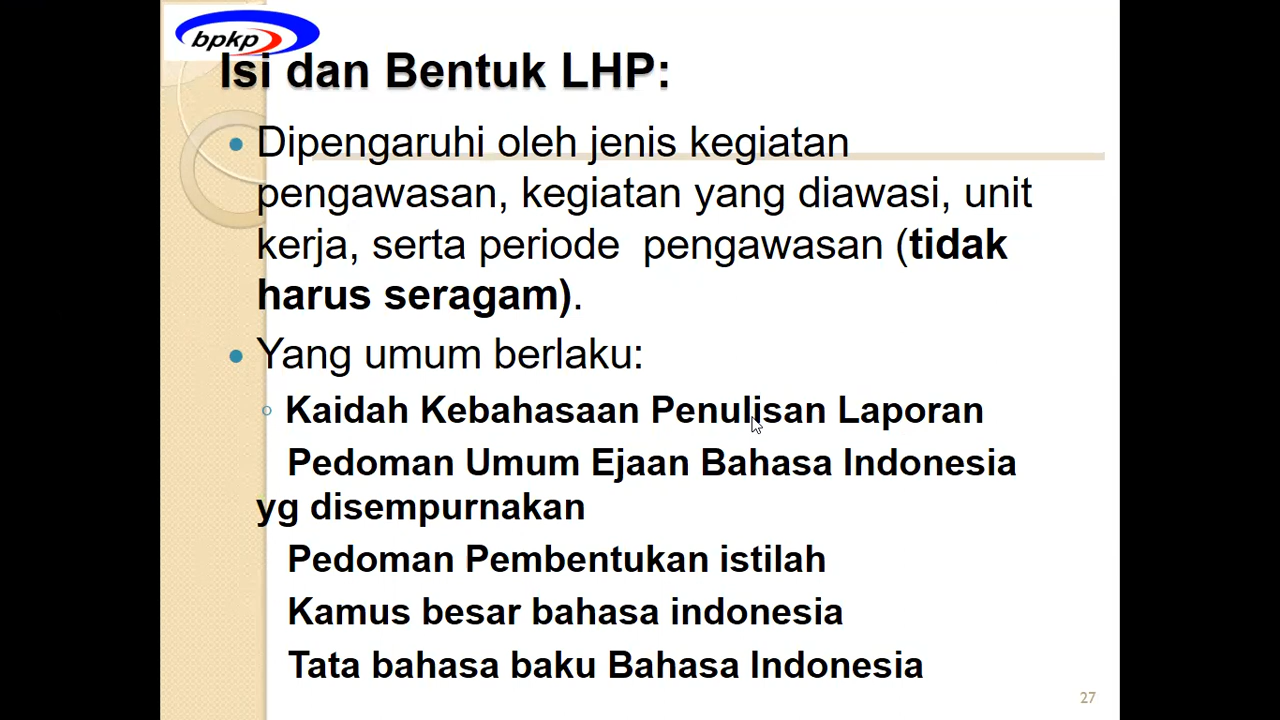 bpkp
Isi dan Bentuk LHP:
Dipengaruhi oleh jenis kegiatan
pengawasan, kegiatan yang diawasi, unit
kerja, serta periode pengawasan (tidak
harus seragam).
Yang umum berlaku:
Kaidah Kebahasaan Penulisan Laporan
Pedoman Umum Ejaan Bahasa Indonesia
yg disempurnakan
Pedoman Pembentukan istilah
Kamus besar bahasa indonesia
Tata bahasa baku Bahasa Indonesia
27